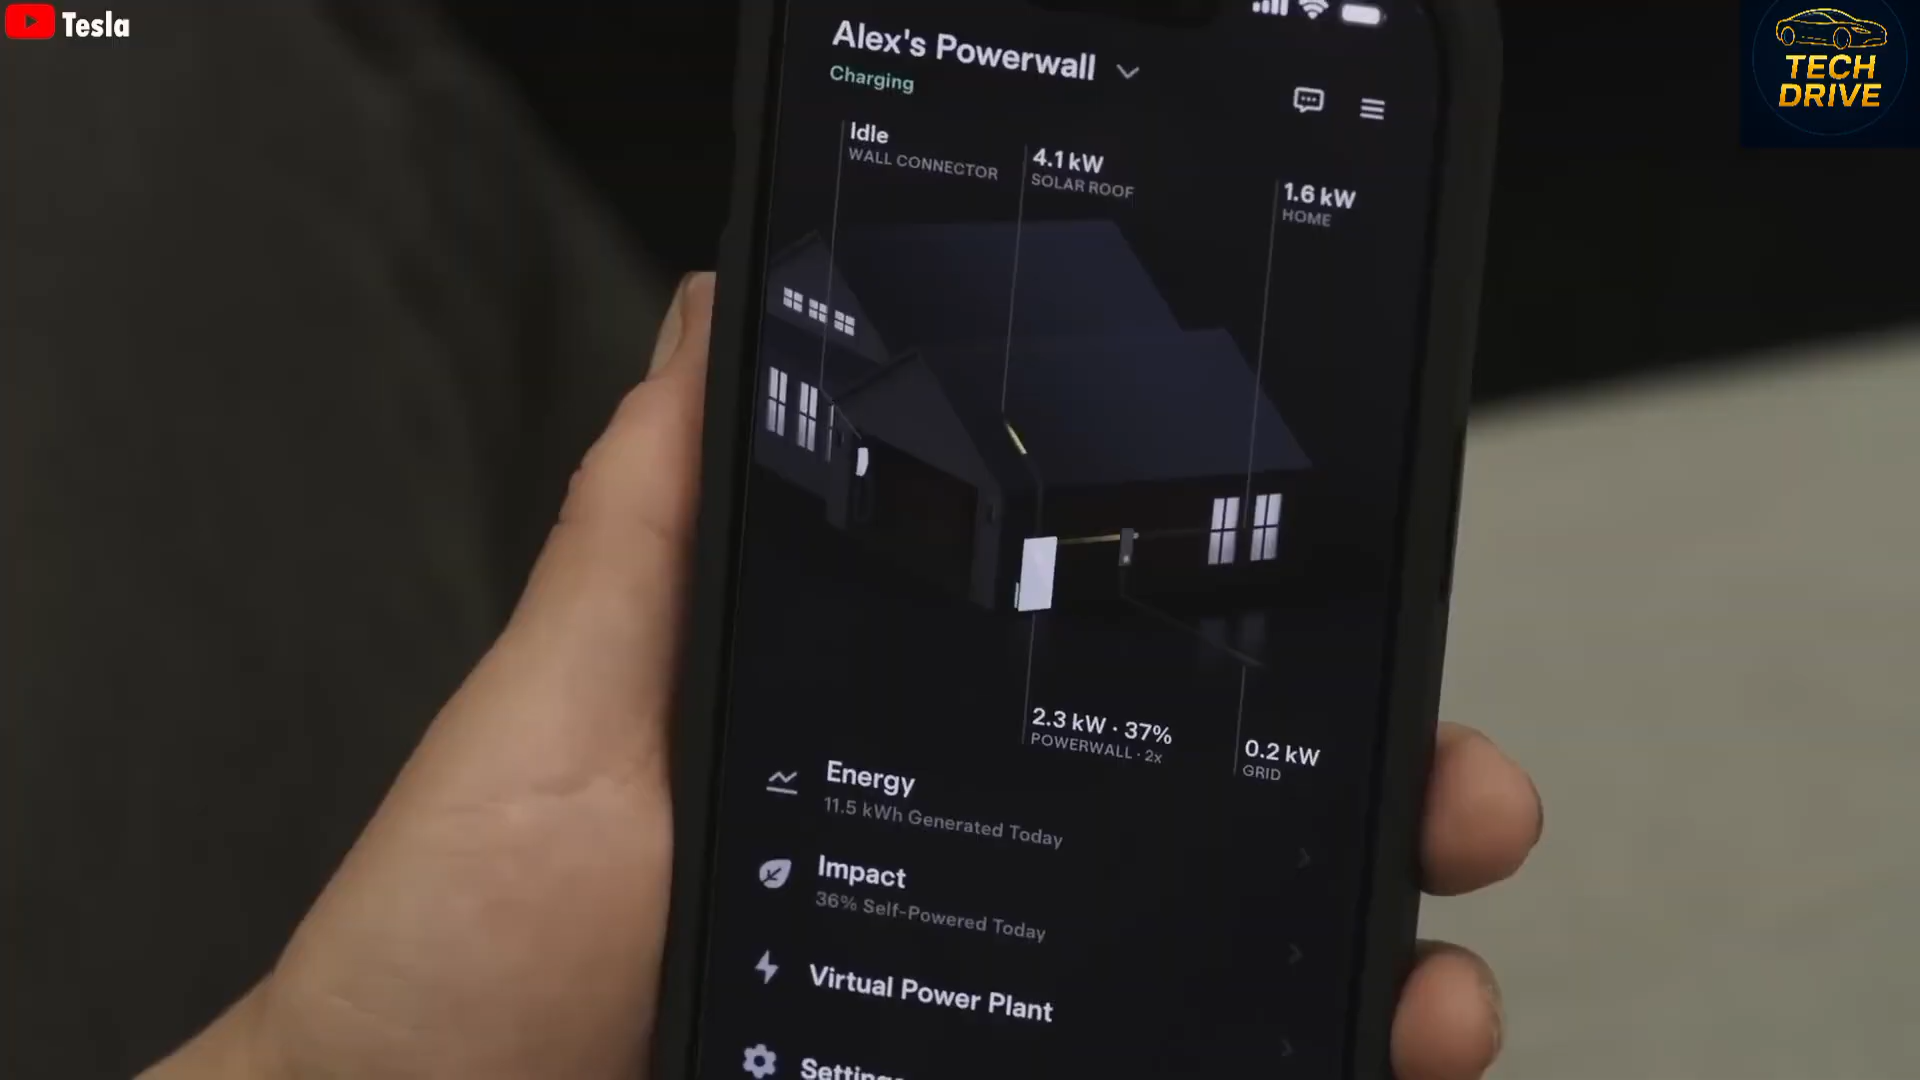 Tesla
TECH
DRIVE
Alex's Powerwall
Charging
Idle
WALL CONNECTOR
4.1 kW
SOLAR ROOF
1.6 kW
HOME
2.3 kW · 37%
POWERWALL · 2x
0.2 kW
GRID
Energy
11.5 kWh Generated Today
Impact
36% Self-Powered Today
Virtual Power Plant
Settings